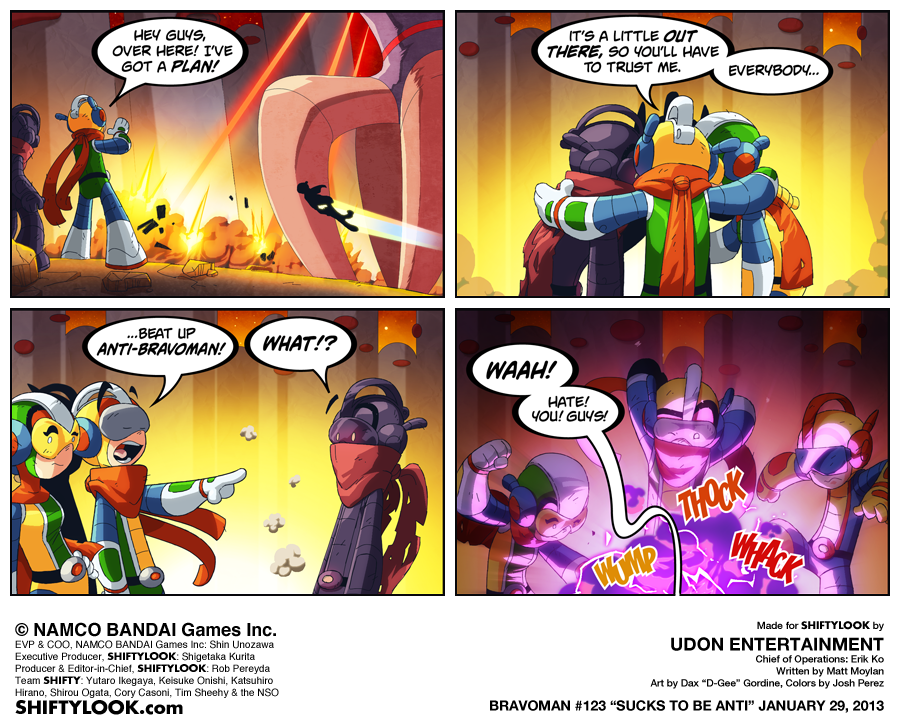 HEY GUYS,
OVER HERE! I'VE
GOT A PLAN!
IT'S A LITTLE OUT
THERE, SO YOU'LL HAVE
TO TRUST ME.
EVERYBODY...
...BEAT UP
ANTI-BRAVOMAN!
WHAT!?
WAAH!
HATE!
YOU! GUYS!
THOCK
WUMP
WHACK
© NAMCO BANDAI Games Inc.
EVP & COO, NAMCO BANDAI Games Inc: Shin Unozawa
Executive Producer, SHIFTYLOOK: Shigetaka Kurita
Producer & Editor-in-Chief, SHIFTYLOOK: Rob Pereyda
Team SHIFTY: Yutaro Ikegaya, Keisuke Onishi, Katsuhiro
Hirano, Shirou Ogata, Cory Casoni, Tim Sheehy & the NSO
SHIFTYLOOK.com
Made for SHIFTYLOOK by
UDON ENTERTAINMENT
Chief of Operations: Erik Ko
Written by Matt Moylan
Art by Dax “D-Gee” Gordine, Colors by Josh Perez
BRAVOMAN #123 “SUCKS TO BE ANTI” JANUARY 29, 2013